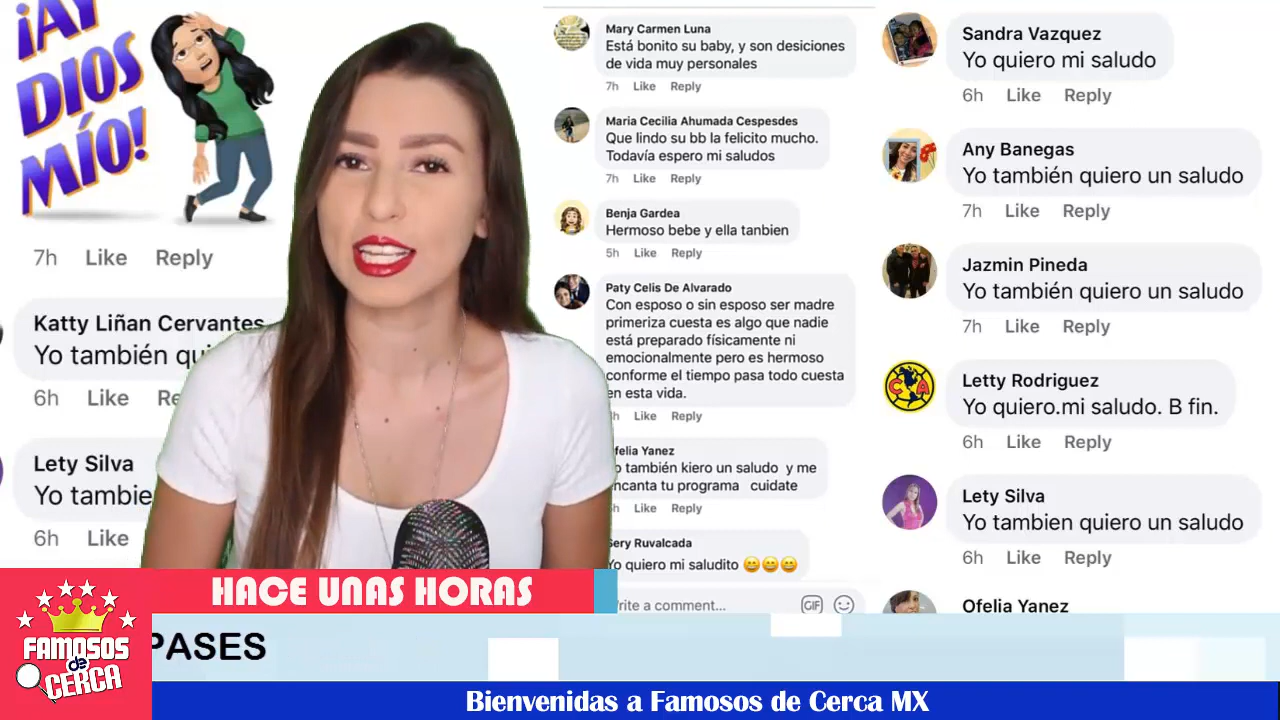 ¡AY
DIOS
MÍO!
7h Like Reply
Katty Liñan Cervantes
Yo también
6h Like
Lety Silva
Yo tambie
6h Like
Mary Carmen Luna
Está bonito su baby, y son desiciones
de vida muy personales
7h Like Reply
Maria Cecilia Ahumada Cespesdes
Que lindo su bb la felicito mucho.
Todavía espero mi saludos
7h Like Reply
Benja Gardea
Hermoso bebe y ella tanbien
5h Like Reply
Paty Celis De Alvarado
Con esposo o sin esposo ser madre
primeriza cuesta es algo que nadie
está preparado físicamente ni
emocionalmente pero es hermoso
conforme el tiempo pasa todo cuesta
en esta vida.
Like Reply
Ofelia Yanez
también kiero un saludo y me
encanta tu programa cuidate
Like Reply
Sery Ruvalcada
Yo quiero mi saludito 😄😄😄
Write a comment...
GIF
Sandra Vazquez
Yo quiero mi saludo
6h Like Reply
Any Banegas
Yo también quiero un saludo
7h Like Reply
Jazmin Pineda
Yo también quiero un saludo
7h Like Reply
Letty Rodriguez
Yo quiero.mi saludo. B fin.
6h Like Reply
Lety Silva
Yo tambien quiero un saludo
6h Like Reply
Ofelia Yanez
HACE UNAS HORAS
PASES
FAMOSOS
de
CERCA
Bienvenidas a Famosos de Cerca MX